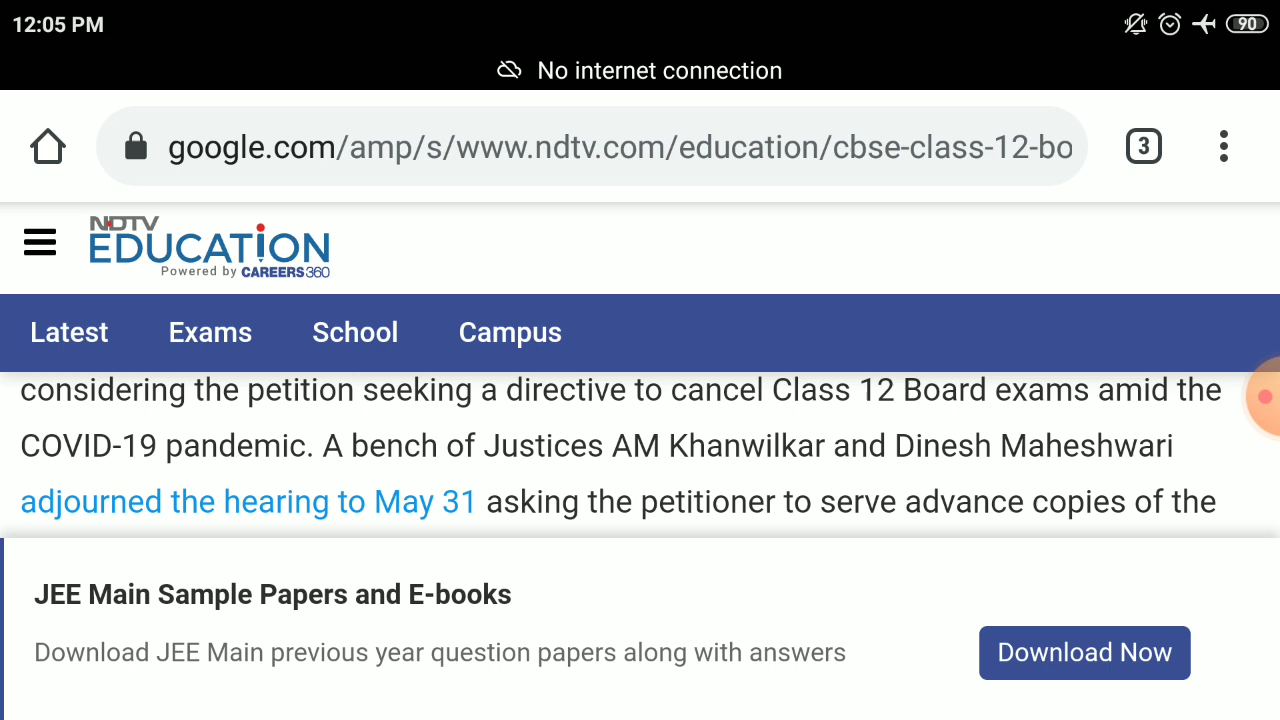 12:05 PM
90
No internet connection
google.com/amp/s/www.ndtv.com/education/cbse-class-12-bo
3
NDTV
EDUCATION
Powered by CAREERS360
Latest Exams School Campus
considering the petition seeking a directive to cancel Class 12 Board exams amid the
COVID-19 pandemic. A bench of Justices AM Khanwilkar and Dinesh Maheshwari
adjourned the hearing to May 31 asking the petitioner to serve advance copies of the
JEE Main Sample Papers and E-books
Download JEE Main previous year question papers along with answers
Download Now